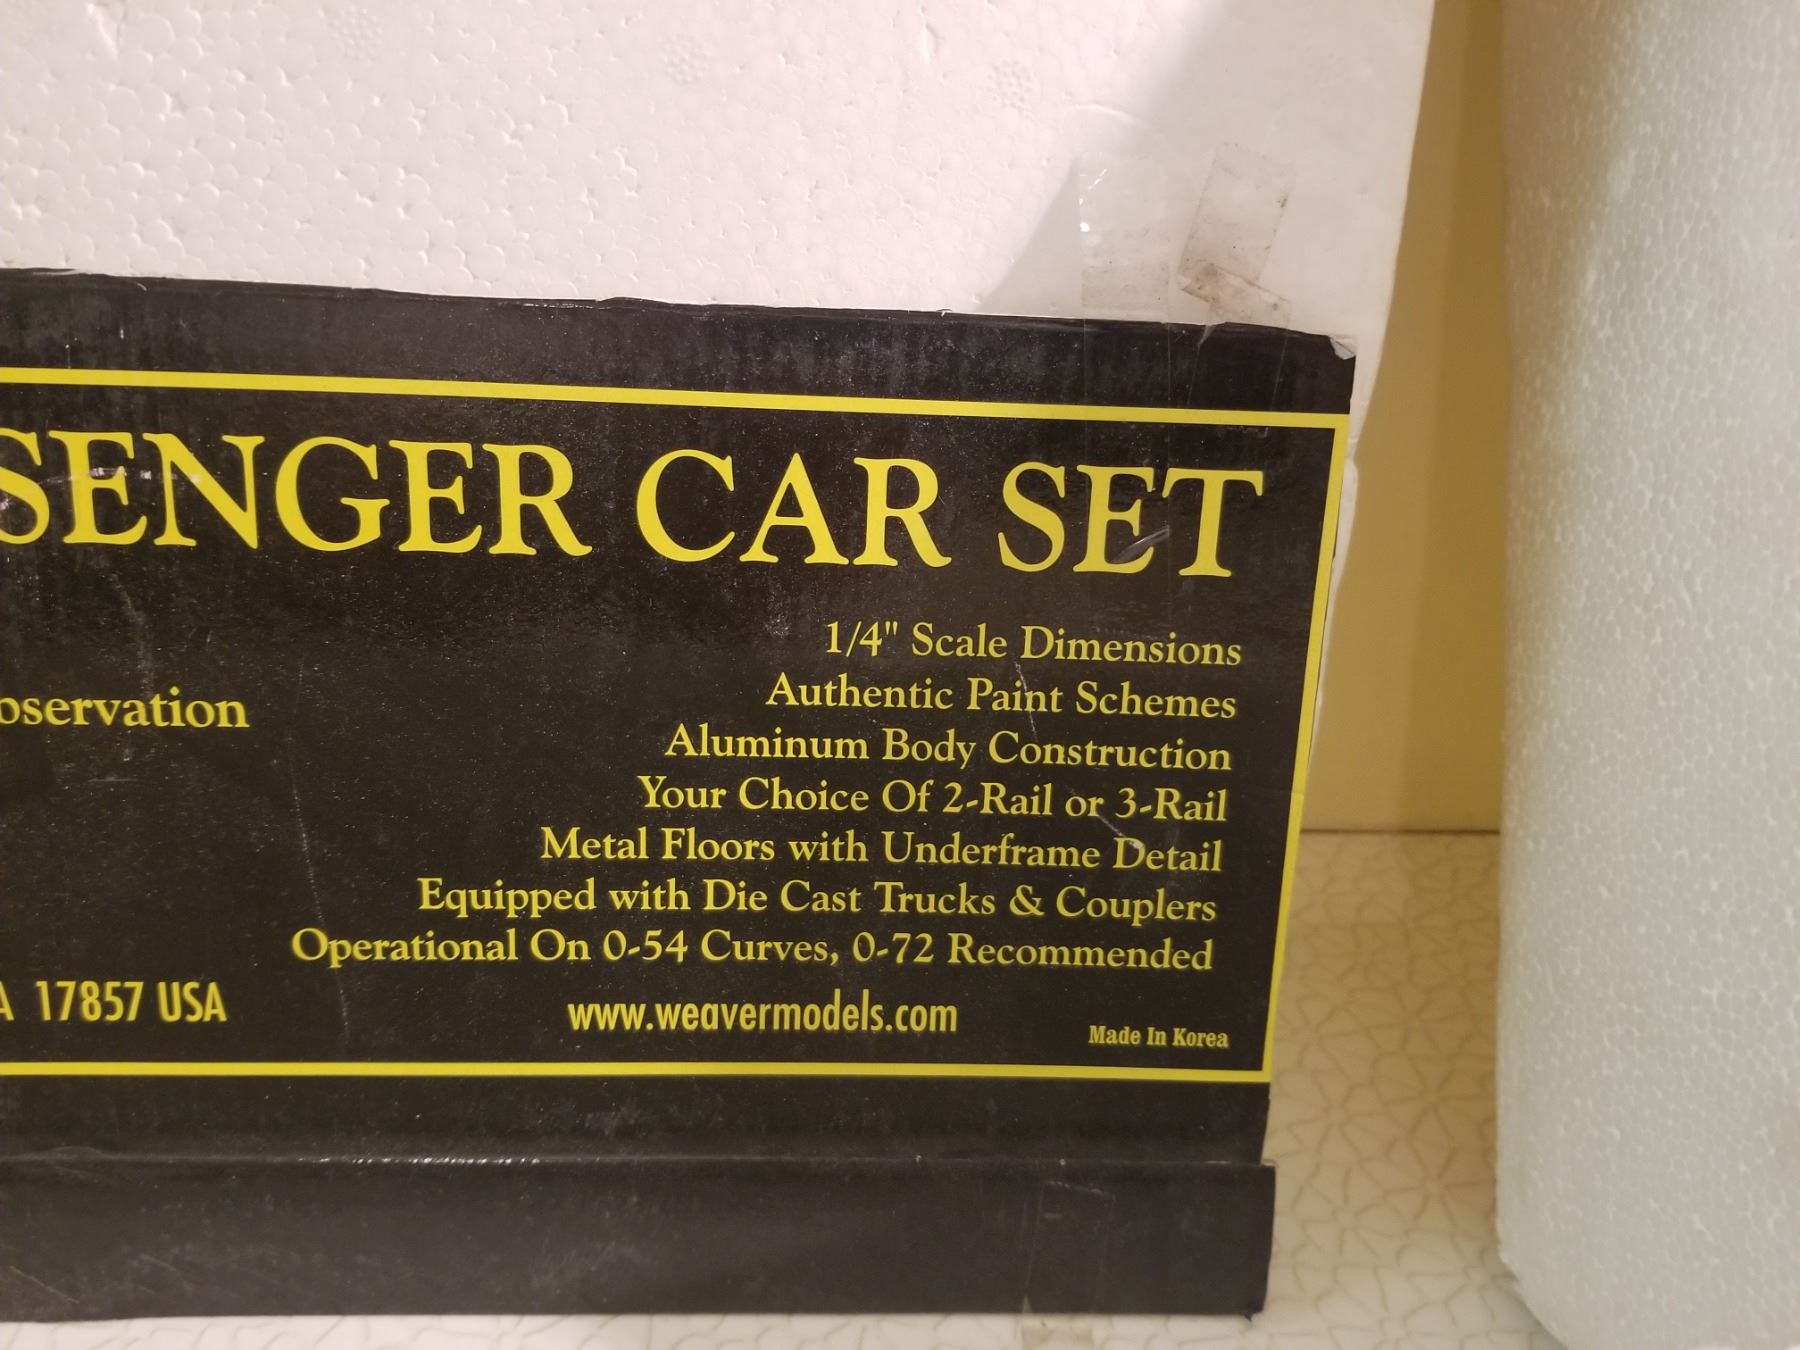 SENGER CAR SET
1/4" Scale Dimensions
Authentic Paint Schemes
oservation
Aluminum Body Construction
Your Choice Of 2-Rail or 3-Rail
Metal Floors with Underframe Detail
Equipped with Die Cast Trucks & Couplers
Operational On 0-54 Curves, 0-72 Recommended
A 17857 USA
www.weavermodels.com
Made In Korea